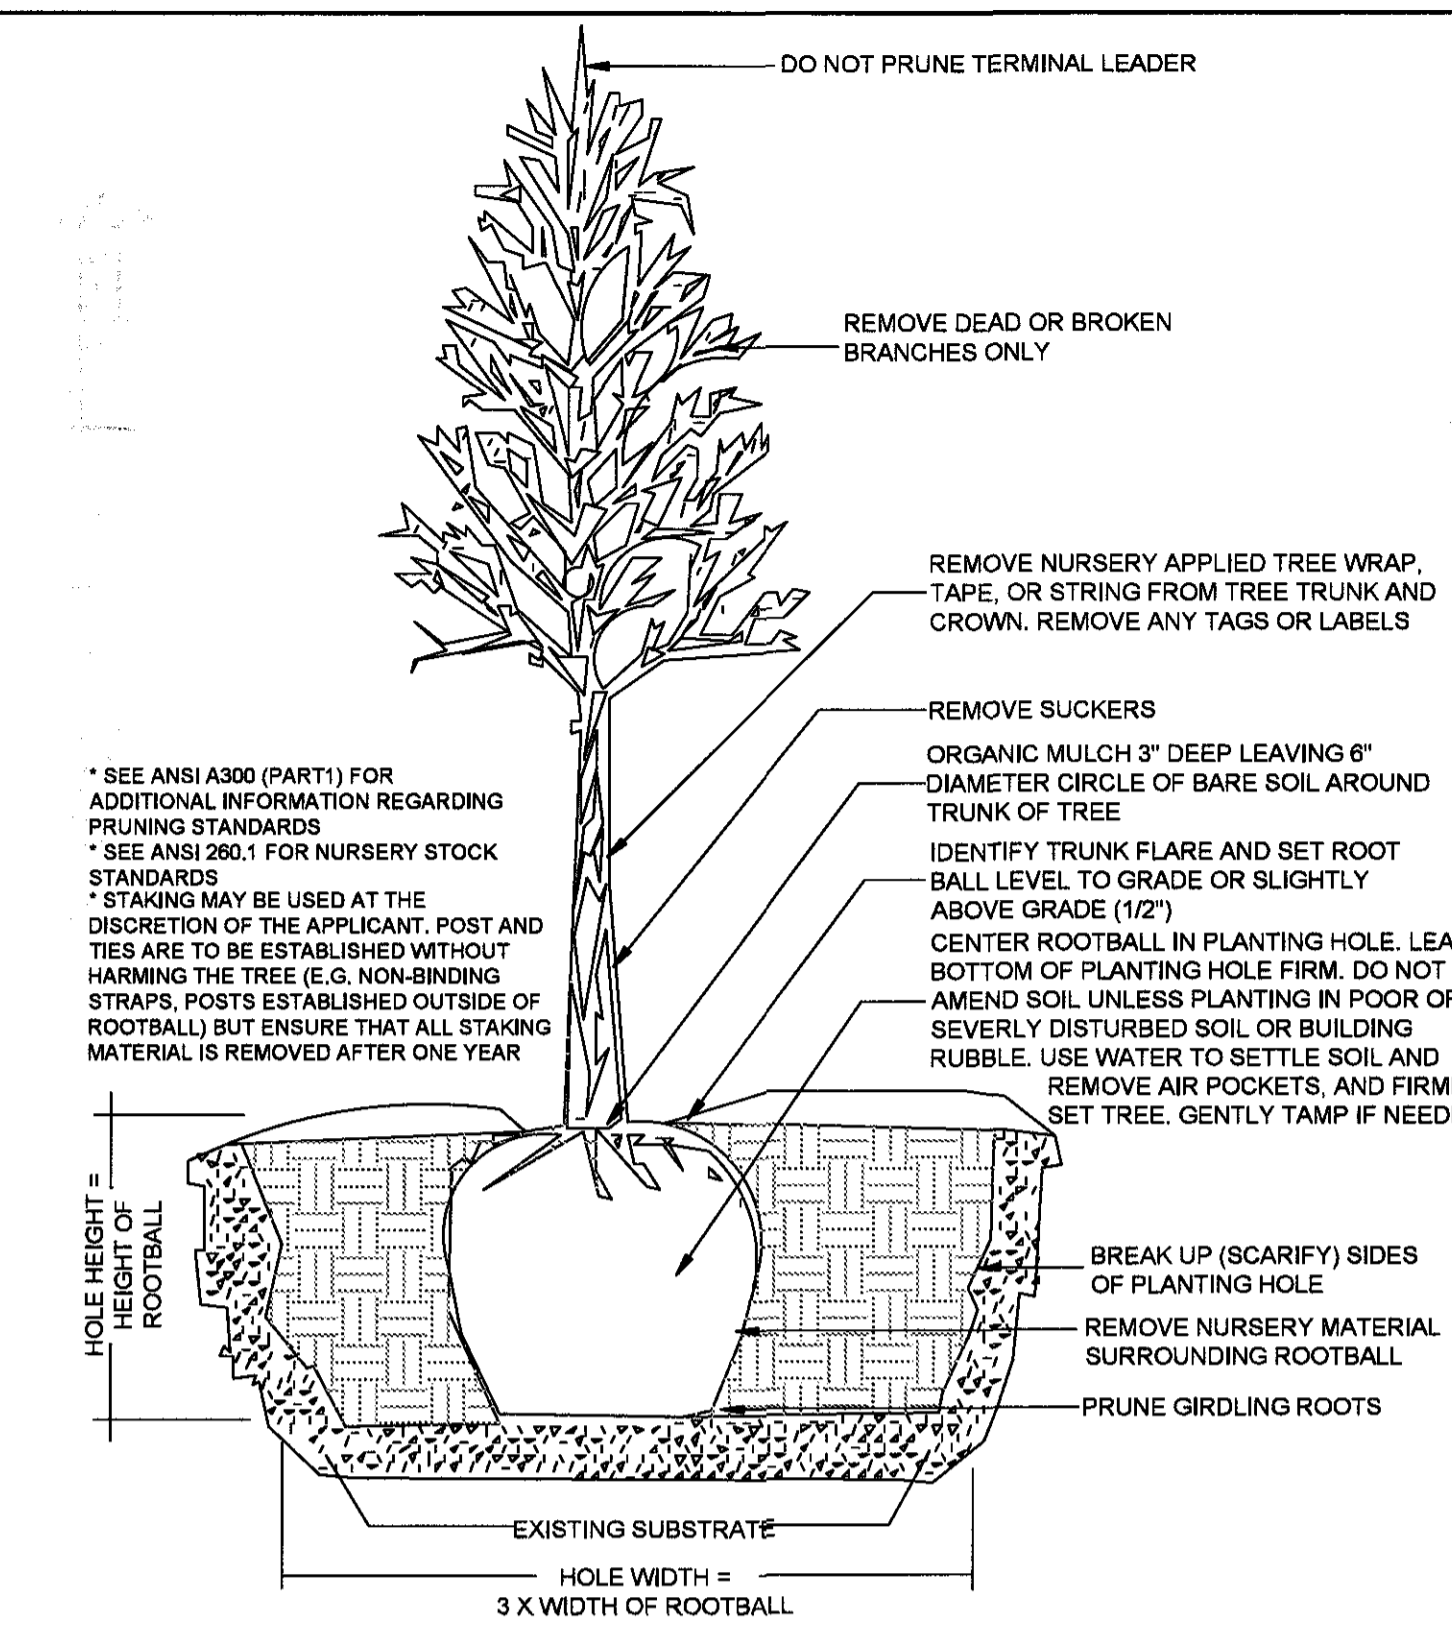 DO NOT PRUNE TERMINAL LEADER
REMOVE DEAD OR BROKEN
BRANCHES ONLY
REMOVE NURSERY APPLIED TREE WRAP,
TAPE, OR STRING FROM TREE TRUNK AND
CROWN. REMOVE ANY TAGS OR LABELS
REMOVE SUCKERS
ORGANIC MULCH 3" DEEP LEAVING 6"
DIAMETER CIRCLE OF BARE SOIL AROUND
TRUNK OF TREE
IDENTIFY TRUNK FLARE AND SET ROOT
BALL LEVEL TO GRADE OR SLIGHTLY
ABOVE GRADE (1/2")
CENTER ROOTBALL IN PLANTING HOLE.
BOTTOM OF PLANTING HOLE FIRM. DO NOT
AMEND SOIL UNLESS PLANTING IN POOR
SEVERLY DISTURBED SOIL OR BUILDING
RUBBLE. USE WATER TO SETTLE SOIL AND
REMOVE AIR POCKETS, AND
SET TREE. GENTLY TAMP IF
* SEE ANSI A300 (PART1) FOR
ADDITIONAL INFORMATION REGARDING
PRUNING STANDARDS
* SEE ANSI 260.1 FOR NURSERY STOCK
STANDARDS
* STAKING MAY BE USED AT THE
DISCRETION OF THE APPLICANT. POST AND
TIES ARE TO BE ESTABLISHED WITHOUT
HARMING THE TREE (E.G. NON-BINDING
STRAPS, POSTS ESTABLISHED OUTSIDE OF
ROOTBALL) BUT ENSURE THAT ALL STAKING
MATERIAL IS REMOVED AFTER ONE YEAR
HOLE HEIGHT =
HEIGHT OF
ROOTBALL
BREAK UP (SCARIFY) SIDES
OF PLANTING HOLE
REMOVE NURSERY MATERIAL
SURROUNDING ROOTBALL
PRUNE GIRDLING ROOTS
EXISTING SUBSTRATE
HOLE WIDTH =
3 X WIDTH OF ROOTBALL